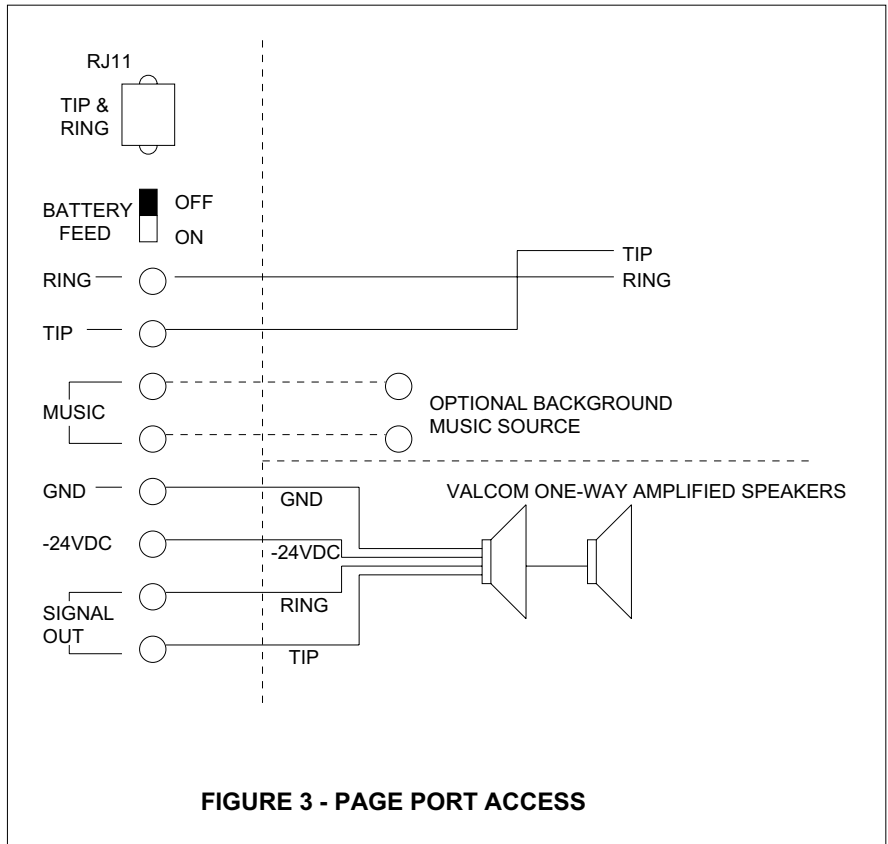 RJ11
TIP &
RING
BATTERY
FEED
OFF
ON
RING
TIP
TIP
RING
MUSIC
OPTIONAL BACKGROUND
MUSIC SOURCE
GND
GND
VALCOM ONE-WAY AMPLIFIED SPEAKERS
-24VDC
-24VDC
SIGNAL
OUT
RING
TIP
FIGURE 3 - PAGE PORT ACCESS